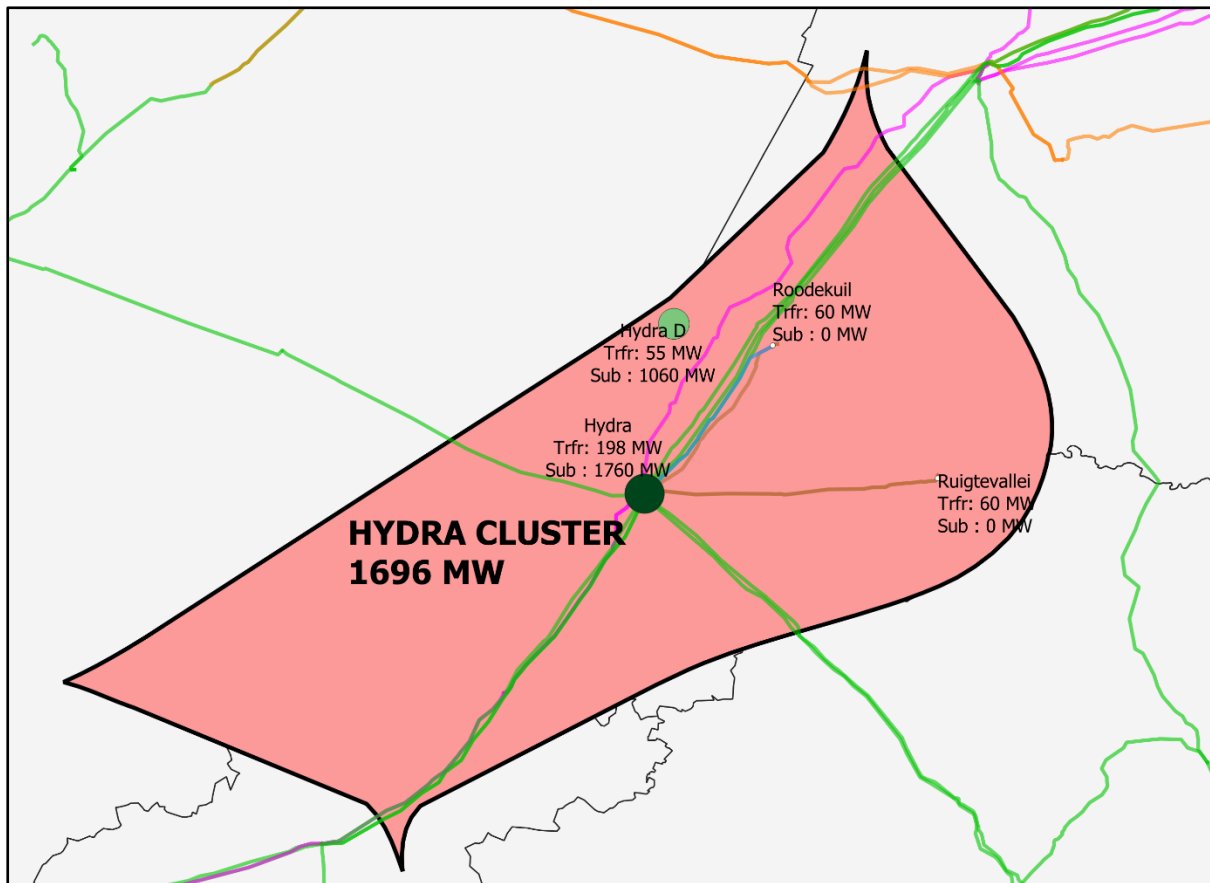 Roodekuil
Trfr: 60 MW
Sub : 0 MW
Hydra D
Trfr: 55 MW
Sub : 1060 MW
Hydra
Trfr: 198 MW
Sub : 1760 MW
Ruigtevallei
Trfr: 60 MW
Sub : 0 MW
HYDRA CLUSTER
1696 MW